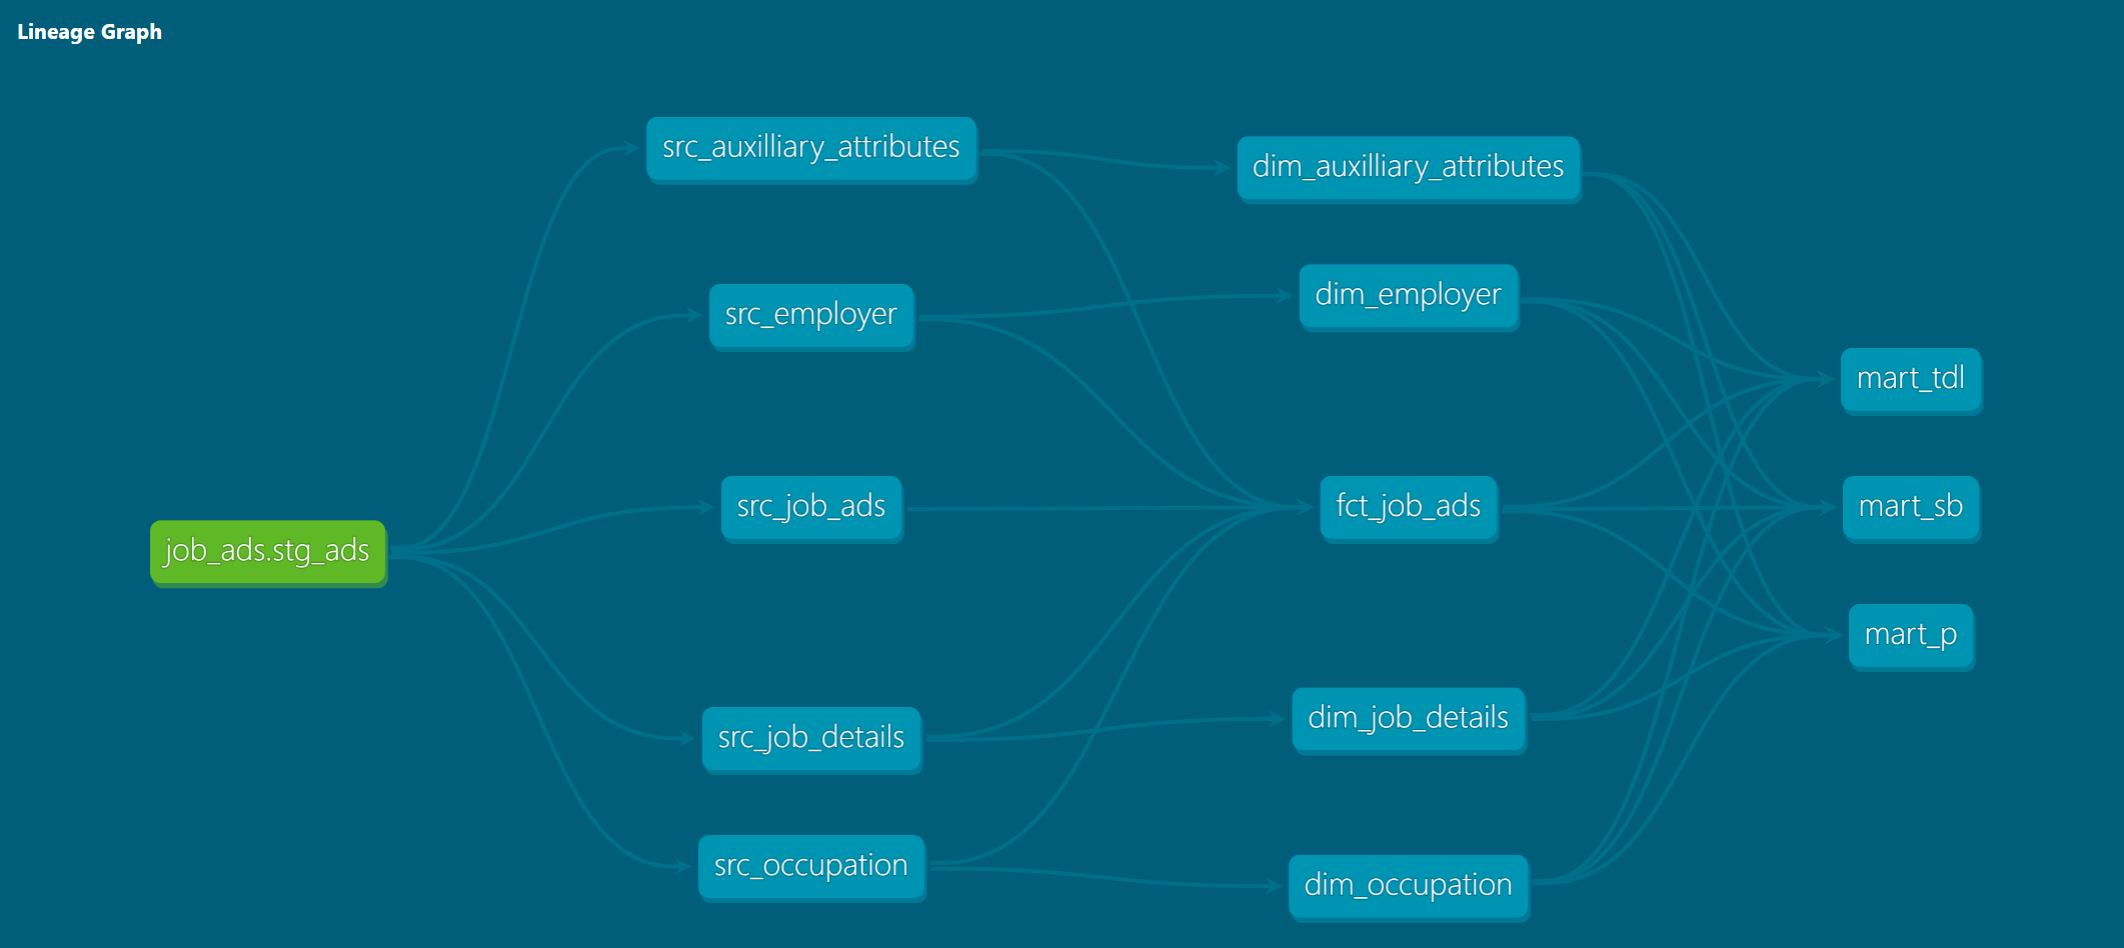 Lineage Graph
job_ads.stg_ads
src_auxilliary_attributes
src_employer
src_job_ads
src_job_details
src_occupation
dim_auxilliary_attributes
dim_employer
fct_job_ads
dim_job_details
dim_occupation
mart_tdl
mart_sb
mart_p